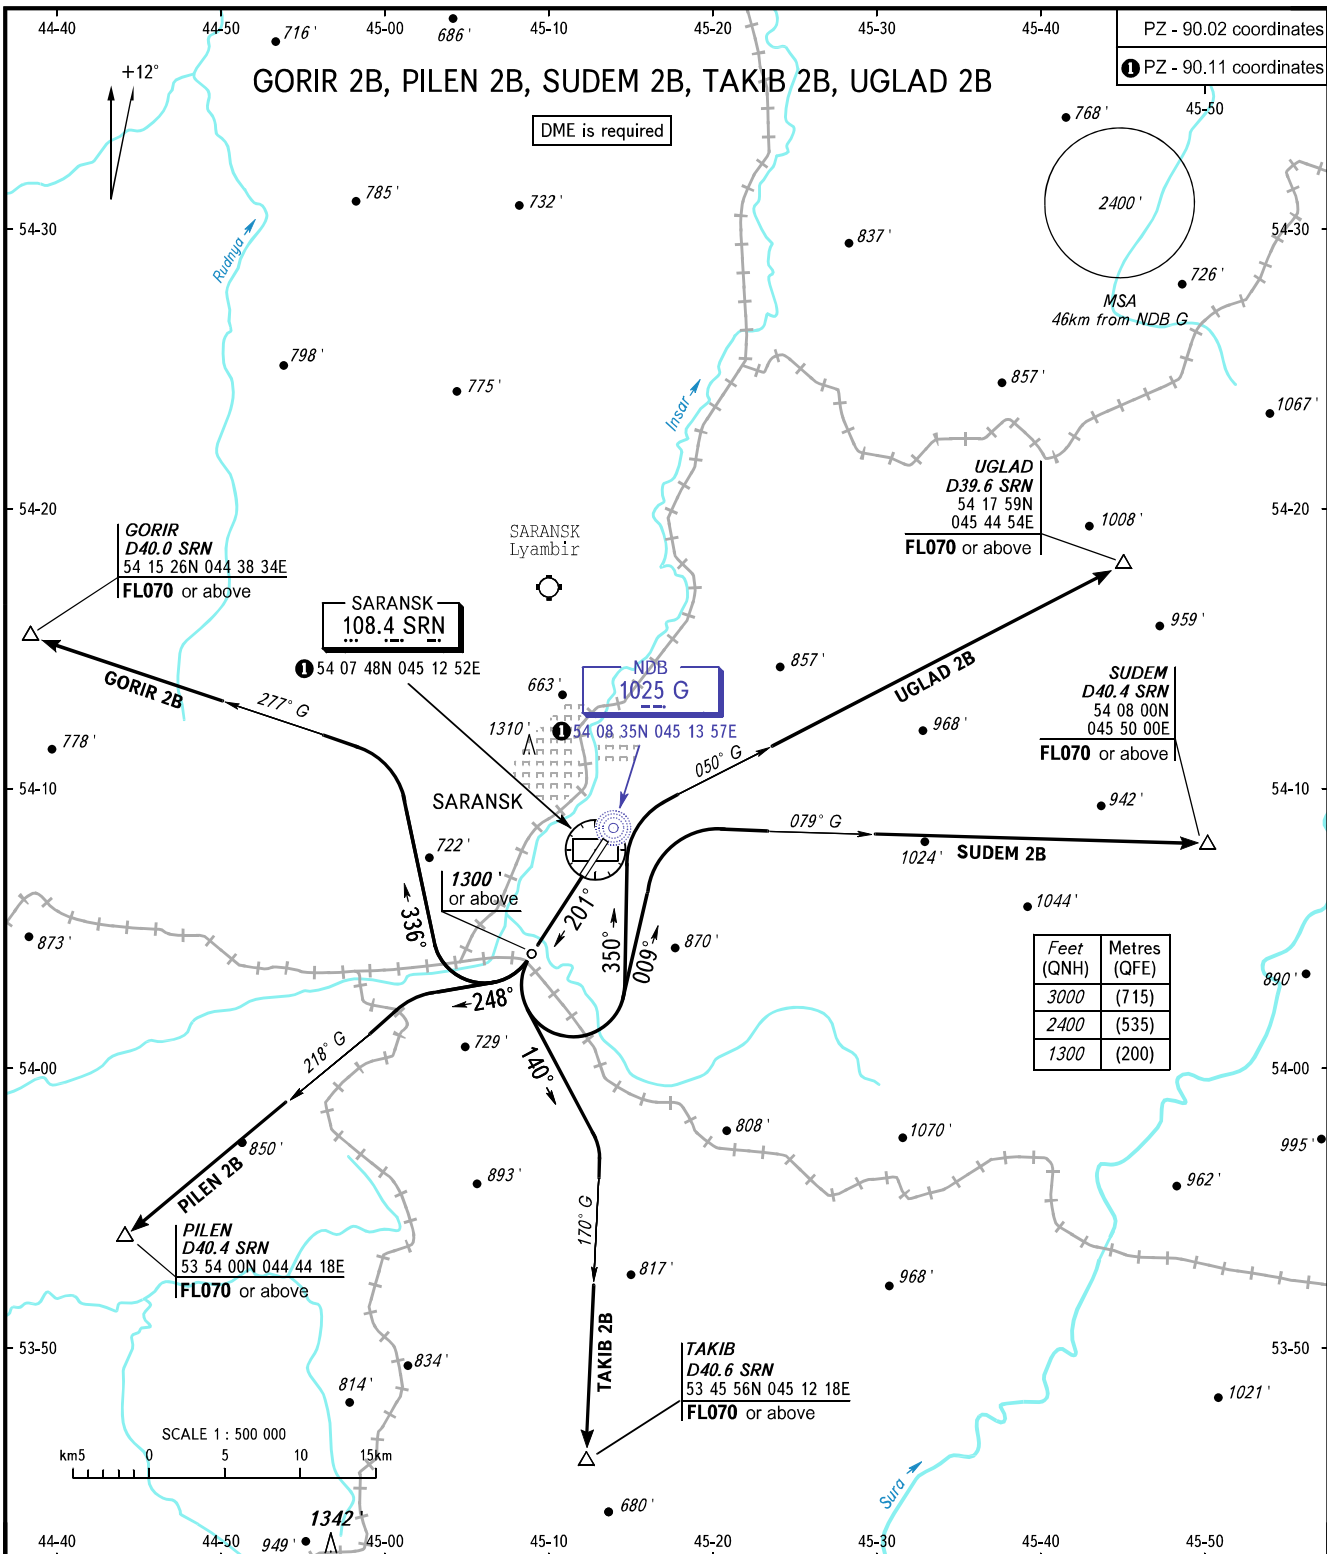 44-40
44-50
45-00
45-10
45-20
45-30
45-40
PZ - 90.02 coordinates
1 PZ - 90.11 coordinates
45-50
716'
686'
+12°
GORIR 2B, PILEN 2B, SUDEM 2B, TAKIB 2B, UGLAD 2B
DME is required
768'
785'
732'
2400'
54-30
54-30
837'
Rudnya
726'
MSA
46km from NDB G
798'
775'
857'
1067'
Insar
UGLAD
D39.6 SRN
54 17 59N
045 44 54E
FL070 or above
54-20
54-20
1008'
GORIR
D40.0 SRN
54 15 26N 044 38 34E
FL070 or above
SARANSK
Lyambir
SARANSK
108.4 SRN
1 54 07 48N 045 12 52E
NDB
1025 G
1 54 08 35N 045 13 57E
959'
857'
663'
1310'
GORIR 2B
277° G
UGLAD 2B
050° G
SUDEM
D40.4 SRN
54 08 00N
045 50 00E
FL070 or above
968'
778'
54-10
54-10
SARANSK
942'
079° G
1024'
SUDEM 2B
722'
1300'
or above
201°
336°
350°
009°
870'
1044'
873'
Feet (QNH) Metres (QFE)
3000 (715)
2400 (535)
1300 (200)
890'
248°
729'
218° G
140°
54-00
54-00
808'
1070'
995'
850'
PILEN 2B
893'
962'
170° G
PILEN
D40.4 SRN
53 54 00N 044 44 18E
FL070 or above
817'
968'
TAKIB 2B
53-50
53-50
TAKIB
D40.6 SRN
53 45 56N 045 12 18E
FL070 or above
834'
814'
1021'
SCALE 1 : 500 000
km5 0 5 10 15km
Sura
680'
1342'
949'
44-40
44-50
45-00
45-10
45-20
45-30
45-40
45-50